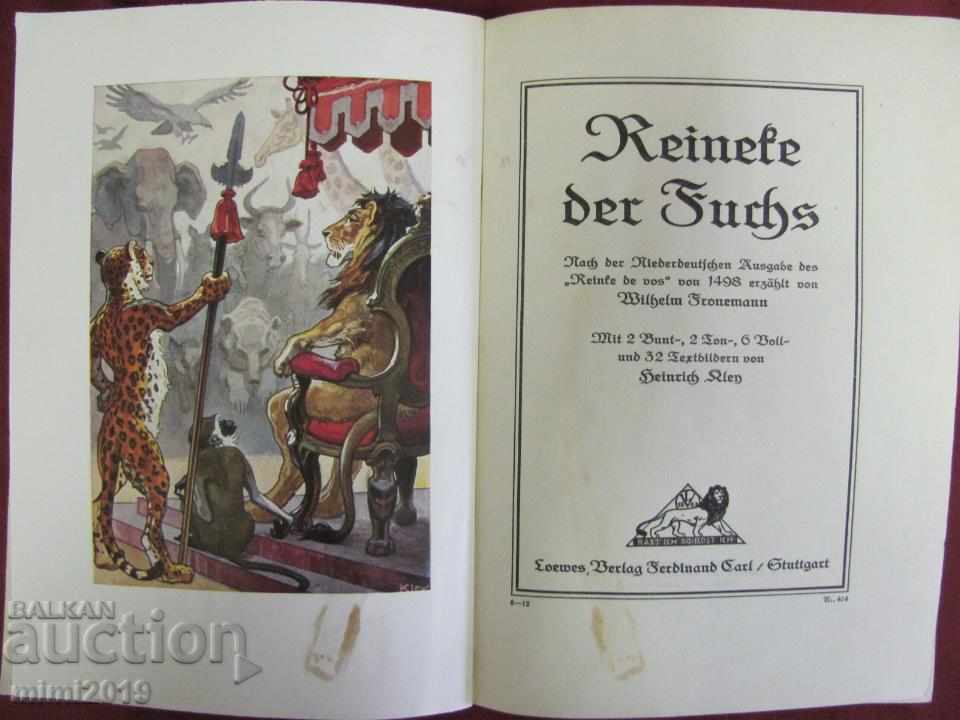 Reineke
der Fuchs
Nach der Niederdeutschen Ausgabe des
„Reinke de vos“ von 1498 erzählt von
Wilhelm Fronemann
Mit 2 Bunt-, 2 Ton-, 6 Voll-
und 32 Textbildern von
Heinrich Kley
Loewes, Verlag Ferdinand Carl / Stuttgart
6—12
BALKAN
auction
mimi2019